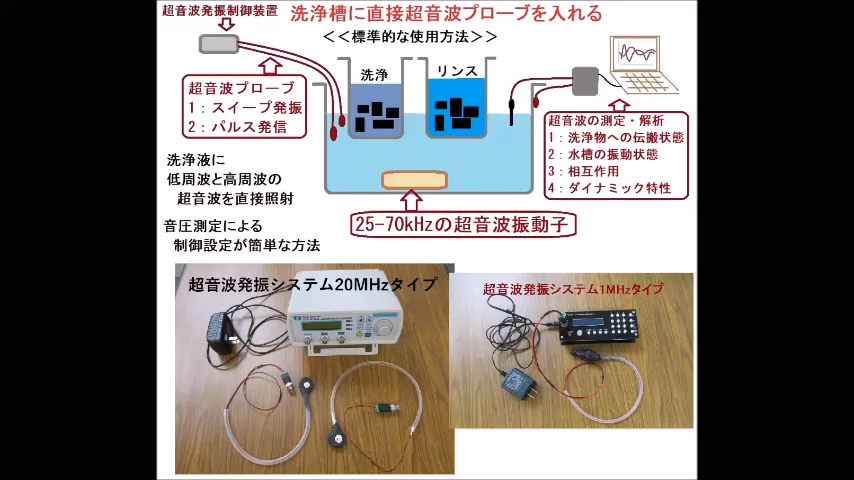 超音波発振制御装置
洗浄槽に直接超音波プローブを入れる
<<標準的な使用方法>>
洗浄
リンス
超音波プローブ
1：スイープ発振
2：パルス発信
超音波の測定・解析
1：洗浄物への伝搬状態
2：水槽の振動状態
3：相互作用
4：ダイナミック特性
洗浄液に
低周波と高周波の
超音波を直接照射
25-70kHzの超音波振動子
音圧測定による
制御設定が簡単な方法
超音波発振システム20MHzタイプ
超音波発振システム1MHzタイプ